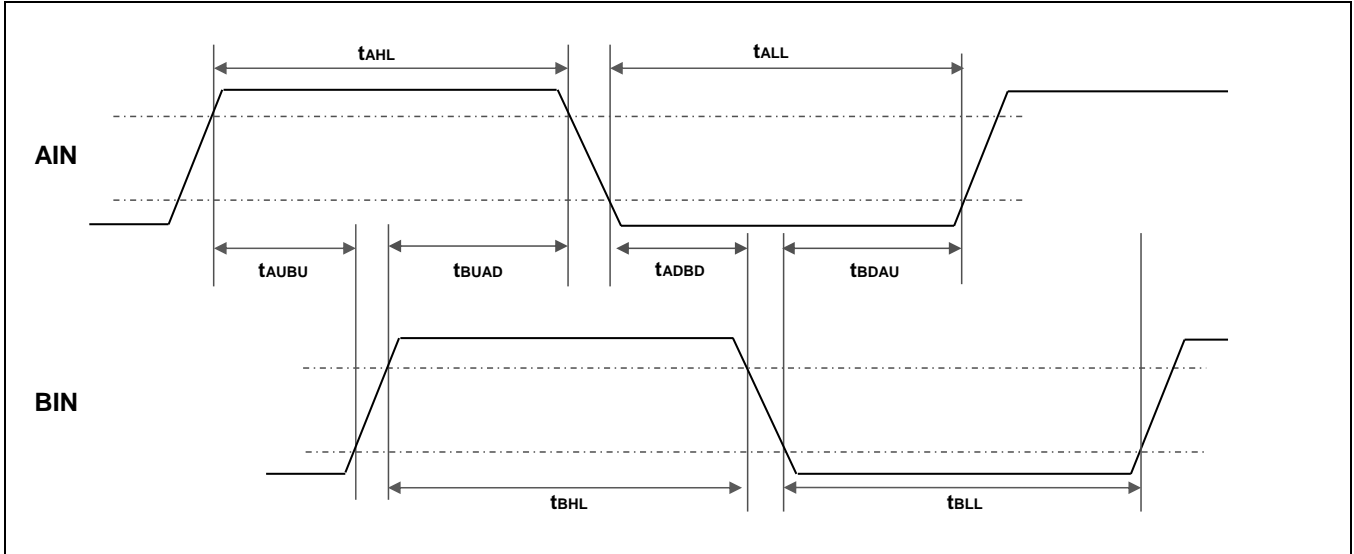 tAHL
tALL
AIN
tAUBU
tBUAD
tADBD
tBDAU
BIN
tBHL
tBLL